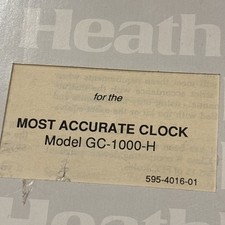 Heath
for the
MOST ACCURATE CLOCK
Model GC-1000-H
595-4016-01
Heath